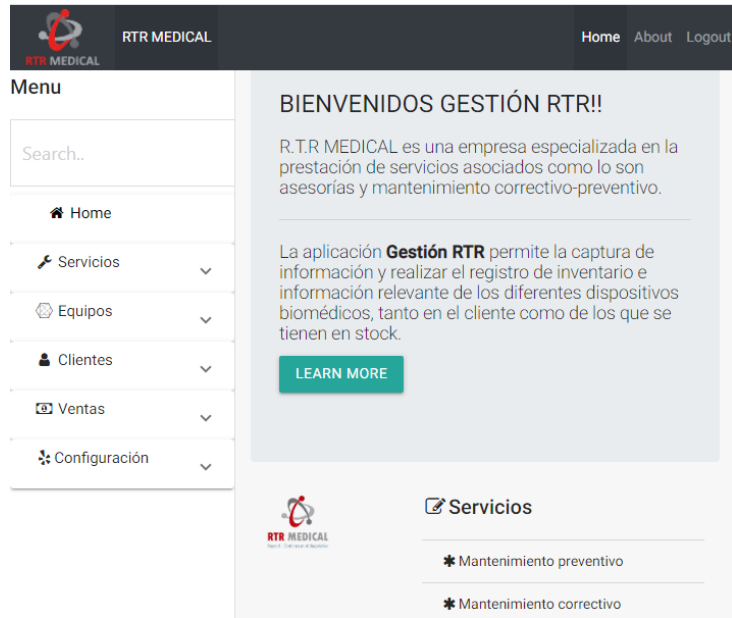 RTR MEDICAL
RTR MEDICAL
Home About Logout
Menu
Search..
Home
Servicios
Equipos
Clientes
Ventas
Configuración
BIENVENIDOS GESTIÓN RTR!!
R.T.R MEDICAL es una empresa especializada en la
prestación de servicios asociados como lo son
asesorías y mantenimiento correctivo-preventivo.
La aplicación Gestión RTR permite la captura de
información y realizar el registro de inventario e
información relevante de los diferentes dispositivos
biomédicos, tanto en el cliente como de los que se
tienen en stock.
LEARN MORE
RTR MEDICAL
Servicios
Mantenimiento preventivo
Mantenimiento correctivo